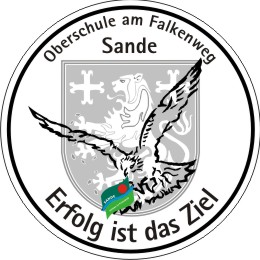 Oberschule am Falkenweg
Sande
Erfolg ist das Ziel